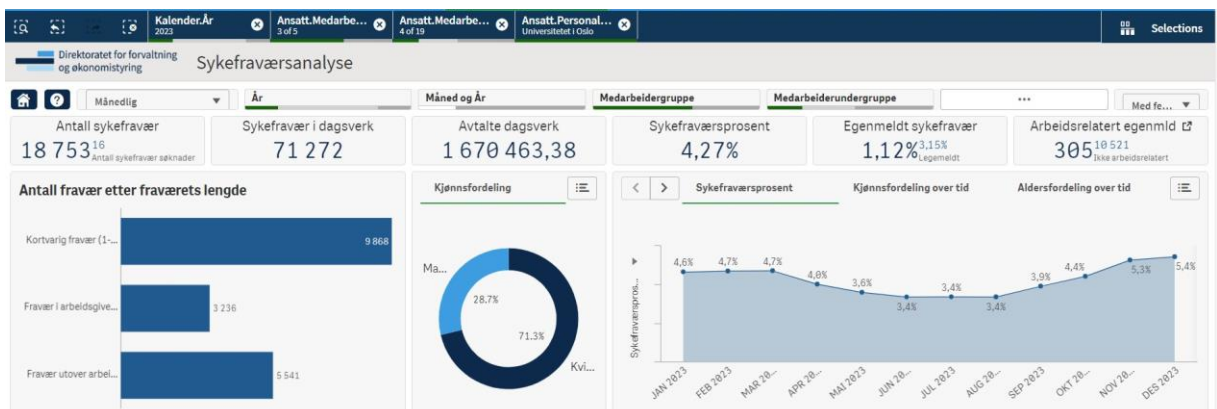 Kalender.År
2023
Ansatt.Medarbe...
3 of 5
Ansatt.Medarbe...
4 of 19
Ansatt.Personal...
Universitetet i Oslo
Selections
Direktoratet for forvaltning
og økonomistyring
Sykefraværsanalyse
?
Månedlig
År
Måned og År
Medarbeidergruppe
Medarbeiderundergruppe
...
Med fe...
Antall sykefravær
18 753 16
Antall sykefravær søknader
Sykefravær i dagsverk
71 272
Avtalte dagsverk
1 670 463,38
Sykefraværsprosent
4,27%
Egenmeldt sykefravær
1,12% 3,15%
Legemeldt
Arbeidsrelatert egenmld
305 10 521
Ikke arbeidsrelatert
Antall fravær etter fraværets lengde
Kortvarig fravær (1-...
9 868
Fravær i arbeidsgive...
3 236
Fravær utover arbei...
5 541
Kjønnsfordeling
Ma...
28.7%
71.3%
Kvi...
Sykefraværsprosent
Kjønnsfordeling over tid
Aldersfordeling over tid
Sykefraværspros...
4,6%
4,7%
4,7%
4,0%
3,6%
3,4%
3,4%
3,4%
3,9%
4,4%
5,3%
5,4%
JAN 2023
FEB 2023
MAR 20...
APR 20...
MAI 2023
JUN 20...
JUL 2023
AUG 20...
SEP 2023
OKT 20...
NOV 20...
DES 2023